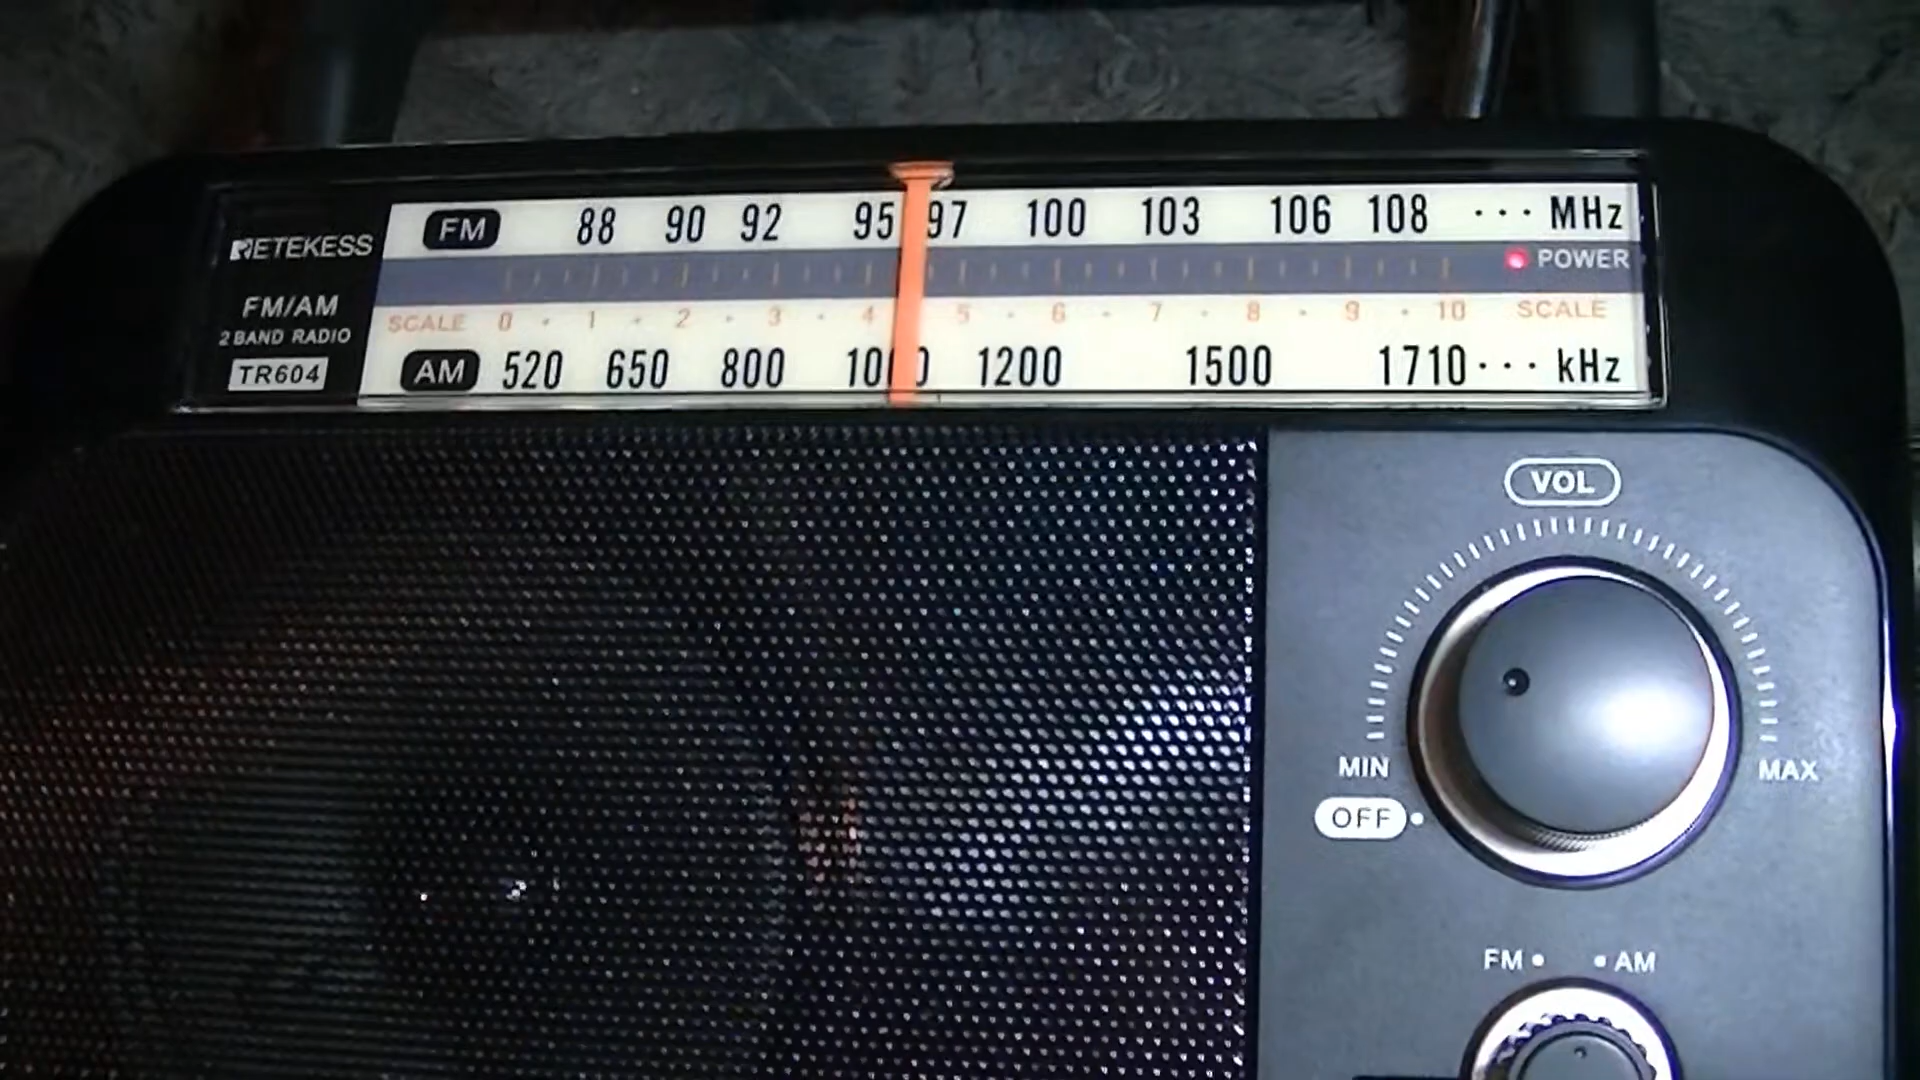 RETEKESS
FM/AM
2 BAND RADIO
TR604
FM 88 90 92 95 97 100 103 106 108 ··· MHz
POWER
SCALE 0 · 1 · 2 · 3 · 4 5 · 6 · 7 · 8 · 9 · 10 SCALE
AM 520 650 800 1000 1200 1500 1710 ··· kHz
VOL
MIN MAX
OFF •
FM • • AM